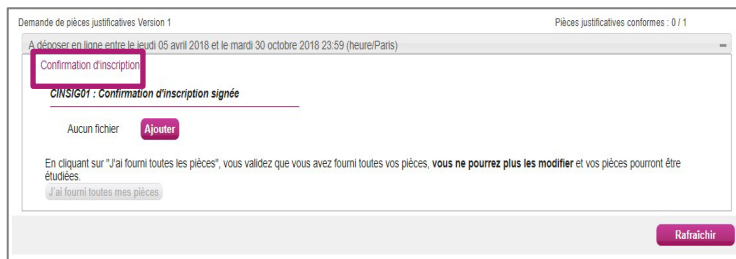 Demande de pièces justificatives Version 1 Pièces justificatives conformes : 0 / 1
A déposer en ligne entre le jeudi 05 avril 2018 et le mardi 30 octobre 2018 23:59 (heure/Paris)
Confirmation d'inscription
CINSIG01 : Confirmation d'inscription signée
Aucun fichier Ajouter
En cliquant sur "J'ai fourni toutes les pièces", vous validez que vous avez fourni toutes vos pièces, vous ne pourrez plus les modifier et vos pièces pourront être
étudiées.
J'ai fourni toutes mes pièces
Rafraîchir